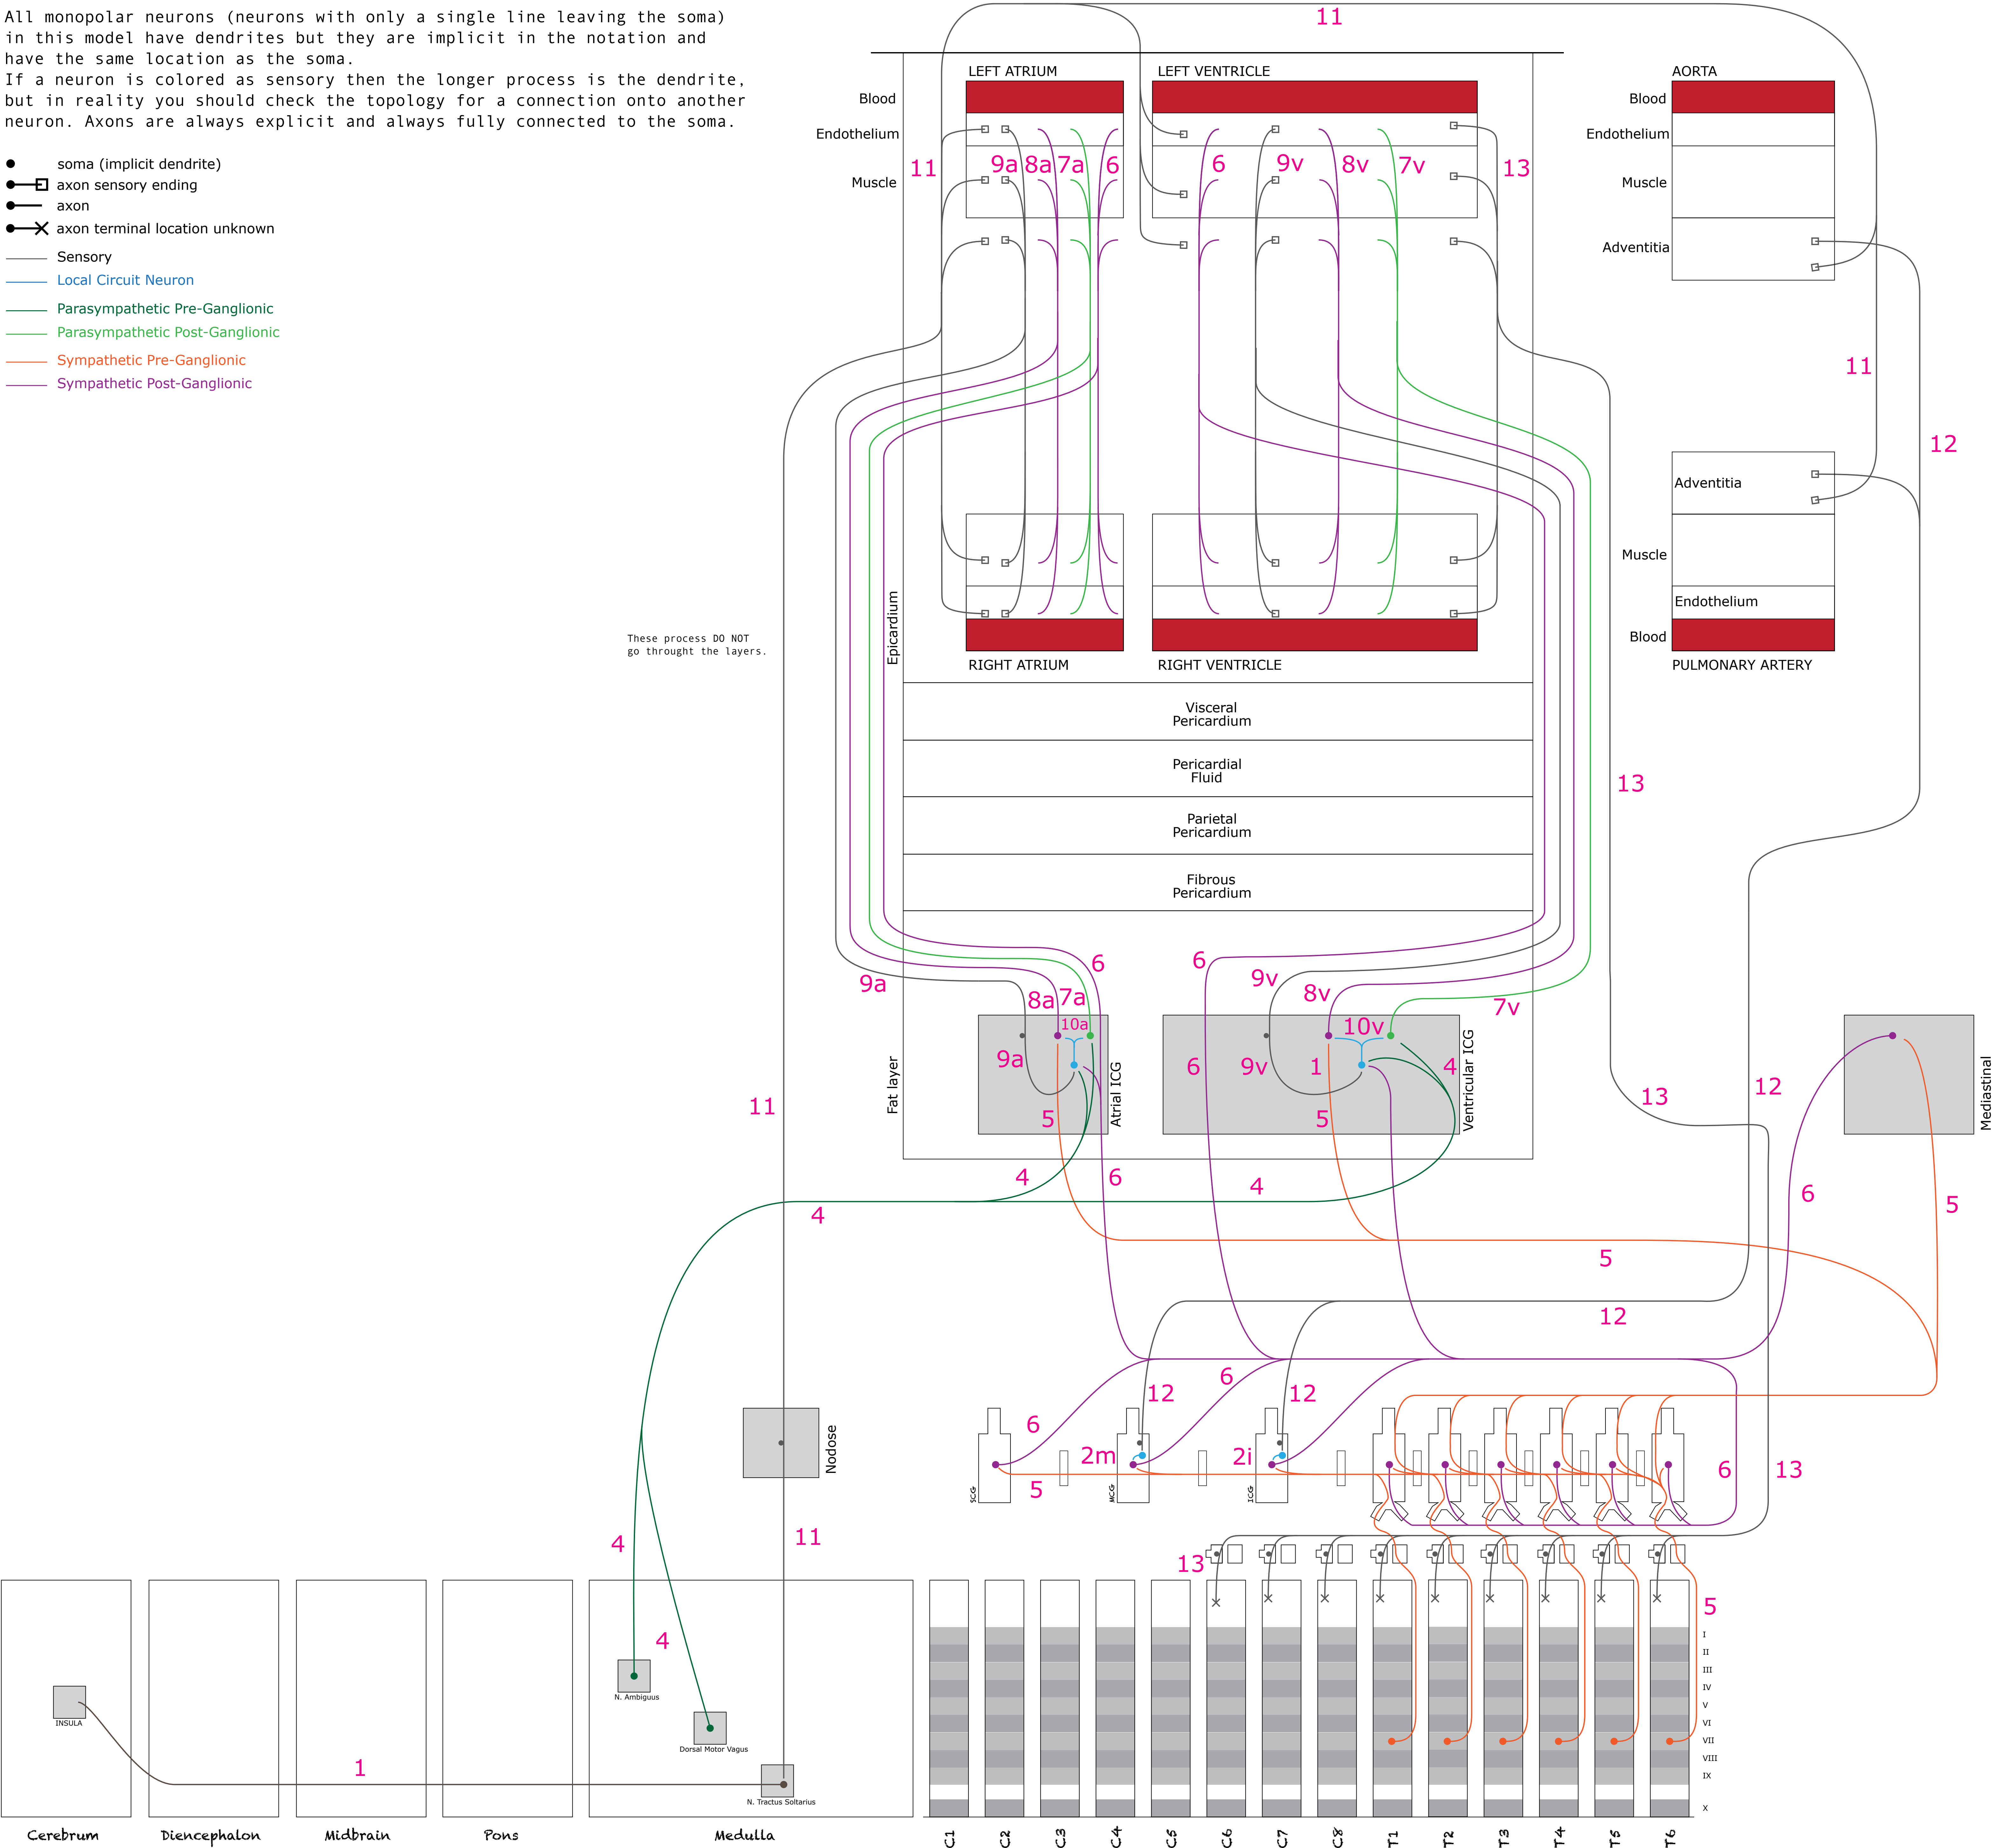 All monopolar neurons (neurons with only a single line leaving the soma)
in this model have dendrites but they are implicit in the notation and
have the same location as the soma.
If a neuron is colored as sensory then the longer process is the dendrite,
but in reality you should check the topology for a connection onto another
neuron. Axons are always explicit and always fully connected to the soma.
soma (implicit dendrite)
axon sensory ending
axon
axon terminal location unknown
Sensory
Local Circuit Neuron
Parasympathetic Pre-Ganglionic
Parasympathetic Post-Ganglionic
Sympathetic Pre-Ganglionic
Sympathetic Post-Ganglionic
11
LEFT ATRIUM
LEFT VENTRICLE
AORTA
Blood
Blood
Endothelium
Endothelium
11
9a
8a
7a
6
6
9v
8v
7v
13
Muscle
Muscle
Adventitia
11
12
Adventitia
Muscle
Endothelium
Blood
Epicardium
These process DO NOT
go throught the layers.
RIGHT ATRIUM
RIGHT VENTRICLE
PULMONARY ARTERY
Visceral
Pericardium
Pericardial
Fluid
13
Parietal
Pericardium
Fibrous
Pericardium
6
6
9a
9v
8a
7a
8v
7v
10a
10v
9a
6
9v
1
4
Fat layer
Atrial ICG
Ventricular ICG
Mediastinal
12
13
11
5
5
4
6
4
4
6
5
5
12
6
12
12
6
2m
2i
Nodose
SCG
MCG
ICG
5
6
13
11
4
13
5
4
N. Ambiguus
INSULA
Dorsal Motor Vagus
N. Tractus Soltarius
1
I
II
III
IV
V
VI
VII
VIII
IX
X
Cerebrum
Diencephalon
Midbrain
Pons
Medulla
C1
C2
C3
C4
C5
C6
C7
C8
T1
T2
T3
T4
T5
T6